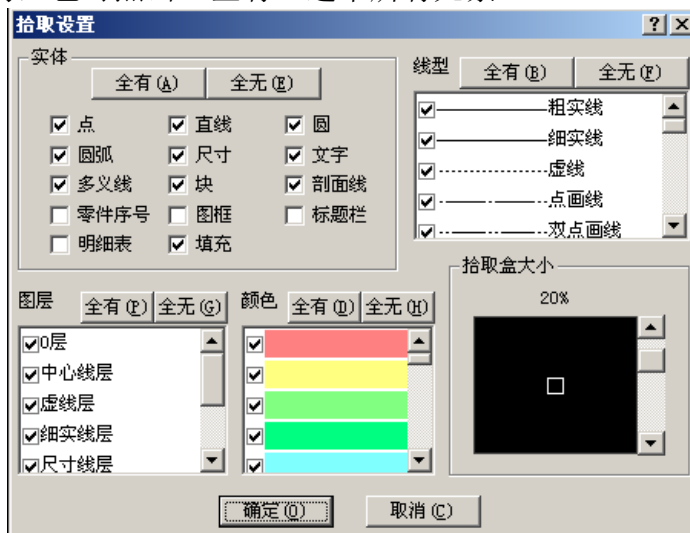 拾取设置
实体
全有(A) 全无(E)
点 直线 圆
圆弧 尺寸 文字
多义线 块 剖面线
零件序号 图框 标题栏
明细表 填充
线型 全有(B) 全无(F)
粗实线
细实线
虚线
点画线
双点画线
图层 全有(P) 全无(G)
0层
中心线层
虚线层
细实线层
尺寸线层
颜色 全有(D) 全无(H)
拾取盒大小
20%
确定(O) 取消(C)